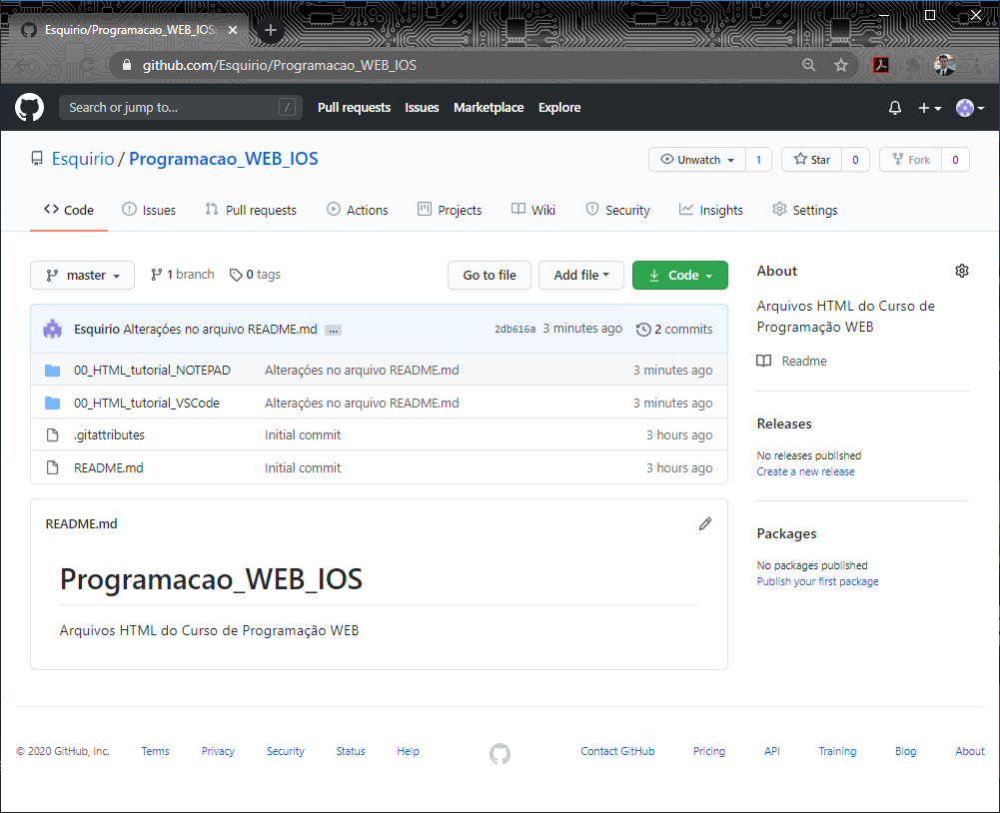 Esquirio/Programacao_WEB_IOS
github.com/Esquirio/Programacao_WEB_IOS
Search or jump to... / Pull requests Issues Marketplace Explore
Esquirio / Programacao_WEB_IOS Unwatch 1 Star 0 Fork 0
Code Issues Pull requests Actions Projects Wiki Security Insights Settings
master 1 branch 0 tags Go to file Add file Code
Esquirio Alterações no arquivo README.md ... 2db616a 3 minutes ago 2 commits
00_HTML_tutorial_NOTEPAD Alterações no arquivo README.md 3 minutes ago
00_HTML_tutorial_VSCode Alterações no arquivo README.md 3 minutes ago
.gitattributes Initial commit 3 hours ago
README.md Initial commit 3 hours ago
README.md
Programacao_WEB_IOS
Arquivos HTML do Curso de Programação WEB
About
Arquivos HTML do Curso de
Programação WEB
Readme
Releases
No releases published
Create a new release
Packages
No packages published
Publish your first package
© 2020 GitHub, Inc. Terms Privacy Security Status Help Contact GitHub Pricing API Training Blog About